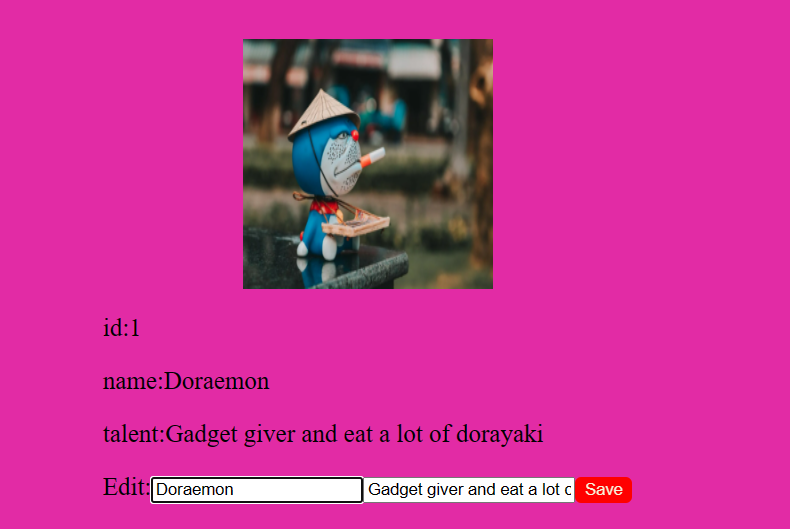 id:1
name:Doraemon
talent:Gadget giver and eat a lot of dorayaki
Edit: Doraemon Gadget giver and eat a lot Save